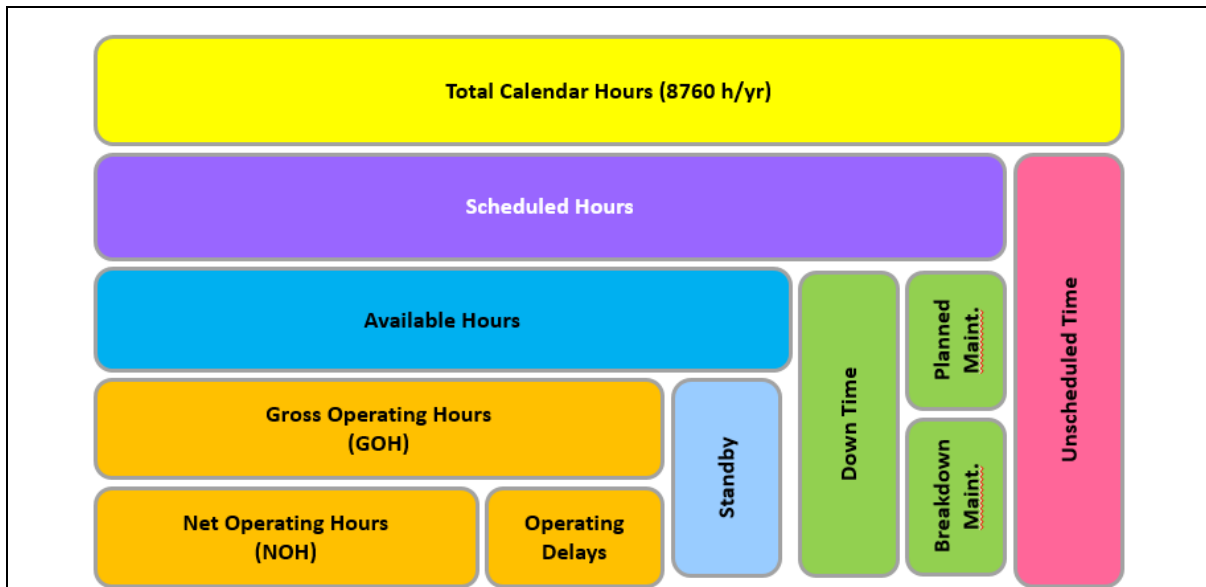 Total Calendar Hours (8760 h/yr)
Scheduled Hours
Unscheduled Time
Available Hours
Down Time
Planned
Maint.
Gross Operating Hours
(GOH)
Standby
Breakdown
Maint.
Net Operating Hours
(NOH)
Operating
Delays